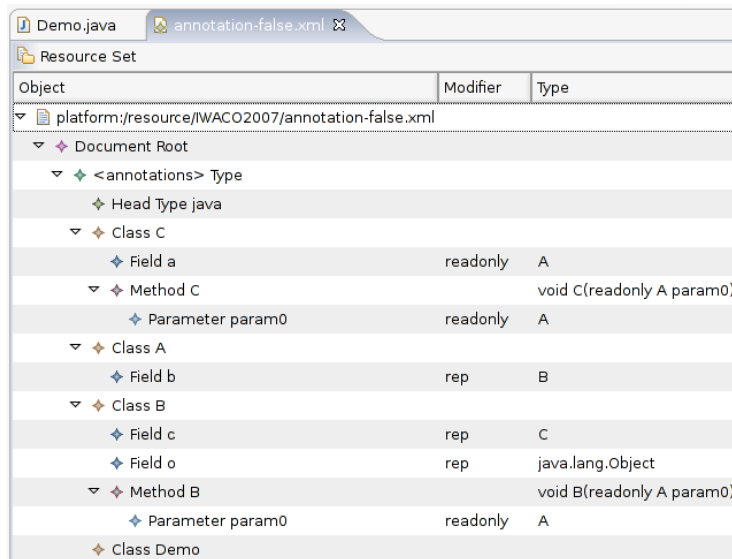 Demo.java annotation-false.xml
Resource Set
Object Modifier Type
platform:/resource/IWACO2007/annotation-false.xml
Document Root
<annotations> Type
Head Type java
Class C
Field a readonly A
Method C void C(readonly A param0)
Parameter param0 readonly A
Class A
Field b rep B
Class B
Field c rep C
Field o rep java.lang.Object
Method B void B(readonly A param0)
Parameter param0 readonly A
Class Demo